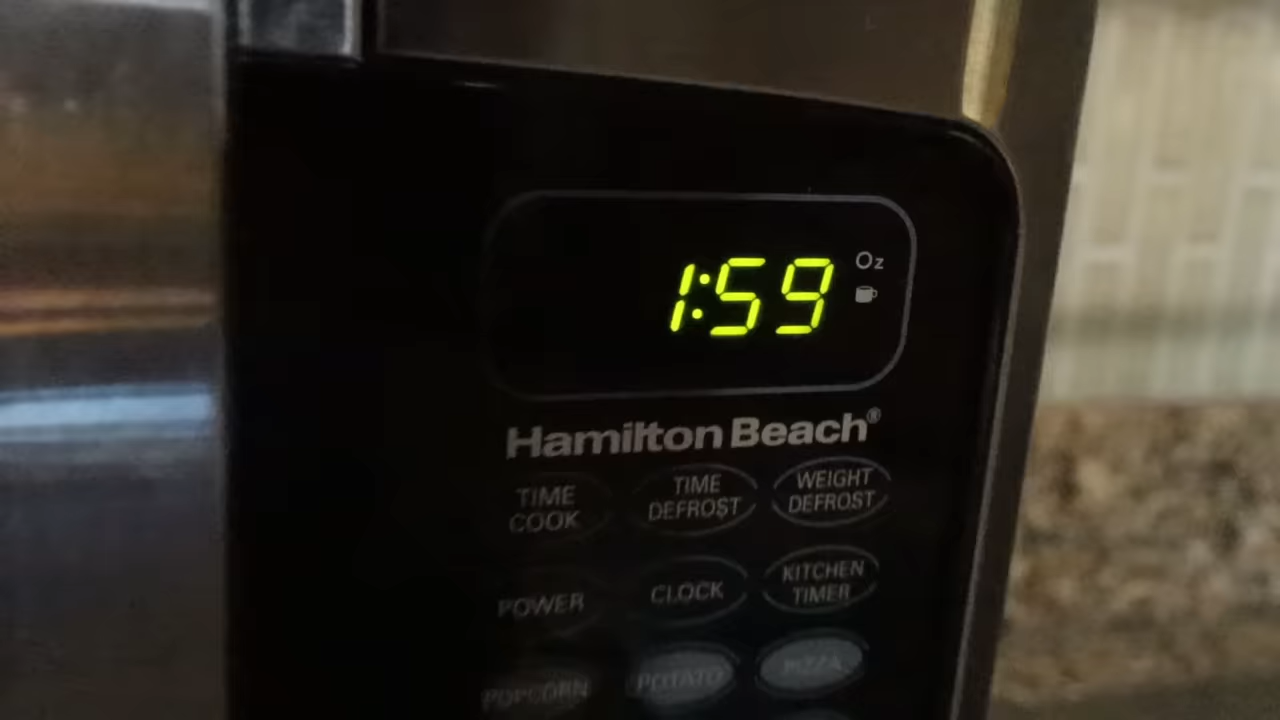 1:59
Oz
Hamilton Beach®
TIME COOK
TIME DEFROST
WEIGHT DEFROST
POWER
CLOCK
KITCHEN TIMER
POPCORN
POTATO
PIZZA